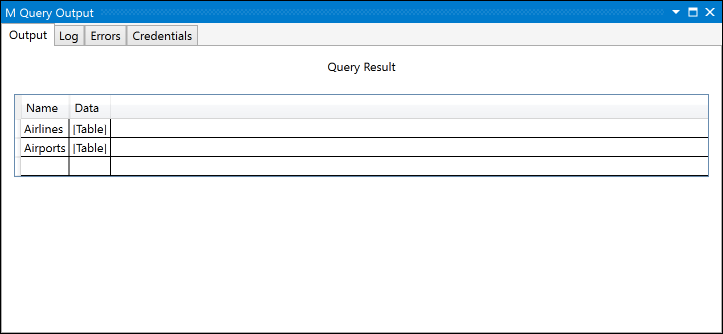 M Query Output
Output Log Errors Credentials
Query Result
Name Data
Airlines |Table|
Airports |Table|